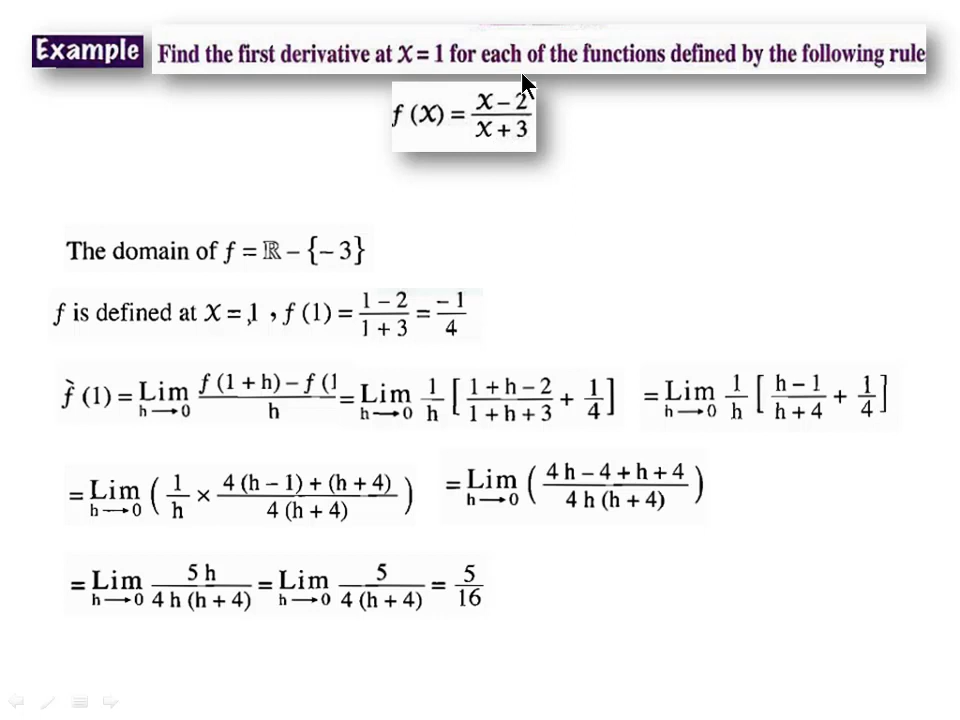 Example Find the first derivative at x = 1 for each of the functions defined by the following rule
f (x) = (x – 2)/(x + 3)
The domain of f = ℝ – {– 3}
f is defined at x = 1 , f (1) = (1 – 2)/(1 + 3) = (– 1)/4
f̀ (1) = Lim h→0 (f (1 + h) – f (1)/h = Lim h→0 1/h [(1 + h – 2)/(1 + h + 3) + 1/4] = Lim h→0 1/h [(h – 1)/(h + 4) + 1/4]
= Lim h→0 (1/h × (4 (h – 1) + (h + 4))/(4 (h + 4))) = Lim h→0 ((4 h – 4 + h + 4)/(4 h (h + 4)))
= Lim h→0 (5 h)/(4 h (h + 4)) = Lim h→0 5/(4 (h + 4)) = 5/16